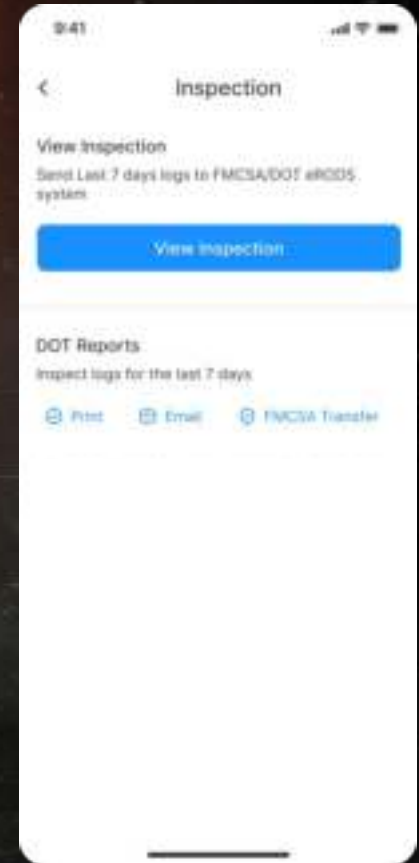 9:41
Inspection
View Inspection
Send Last 7 days logs to FMCSA/DOT eRODS
system
View Inspection
DOT Reports
Inspect logs for the last 7 days
Print Email FMCSA Transfer